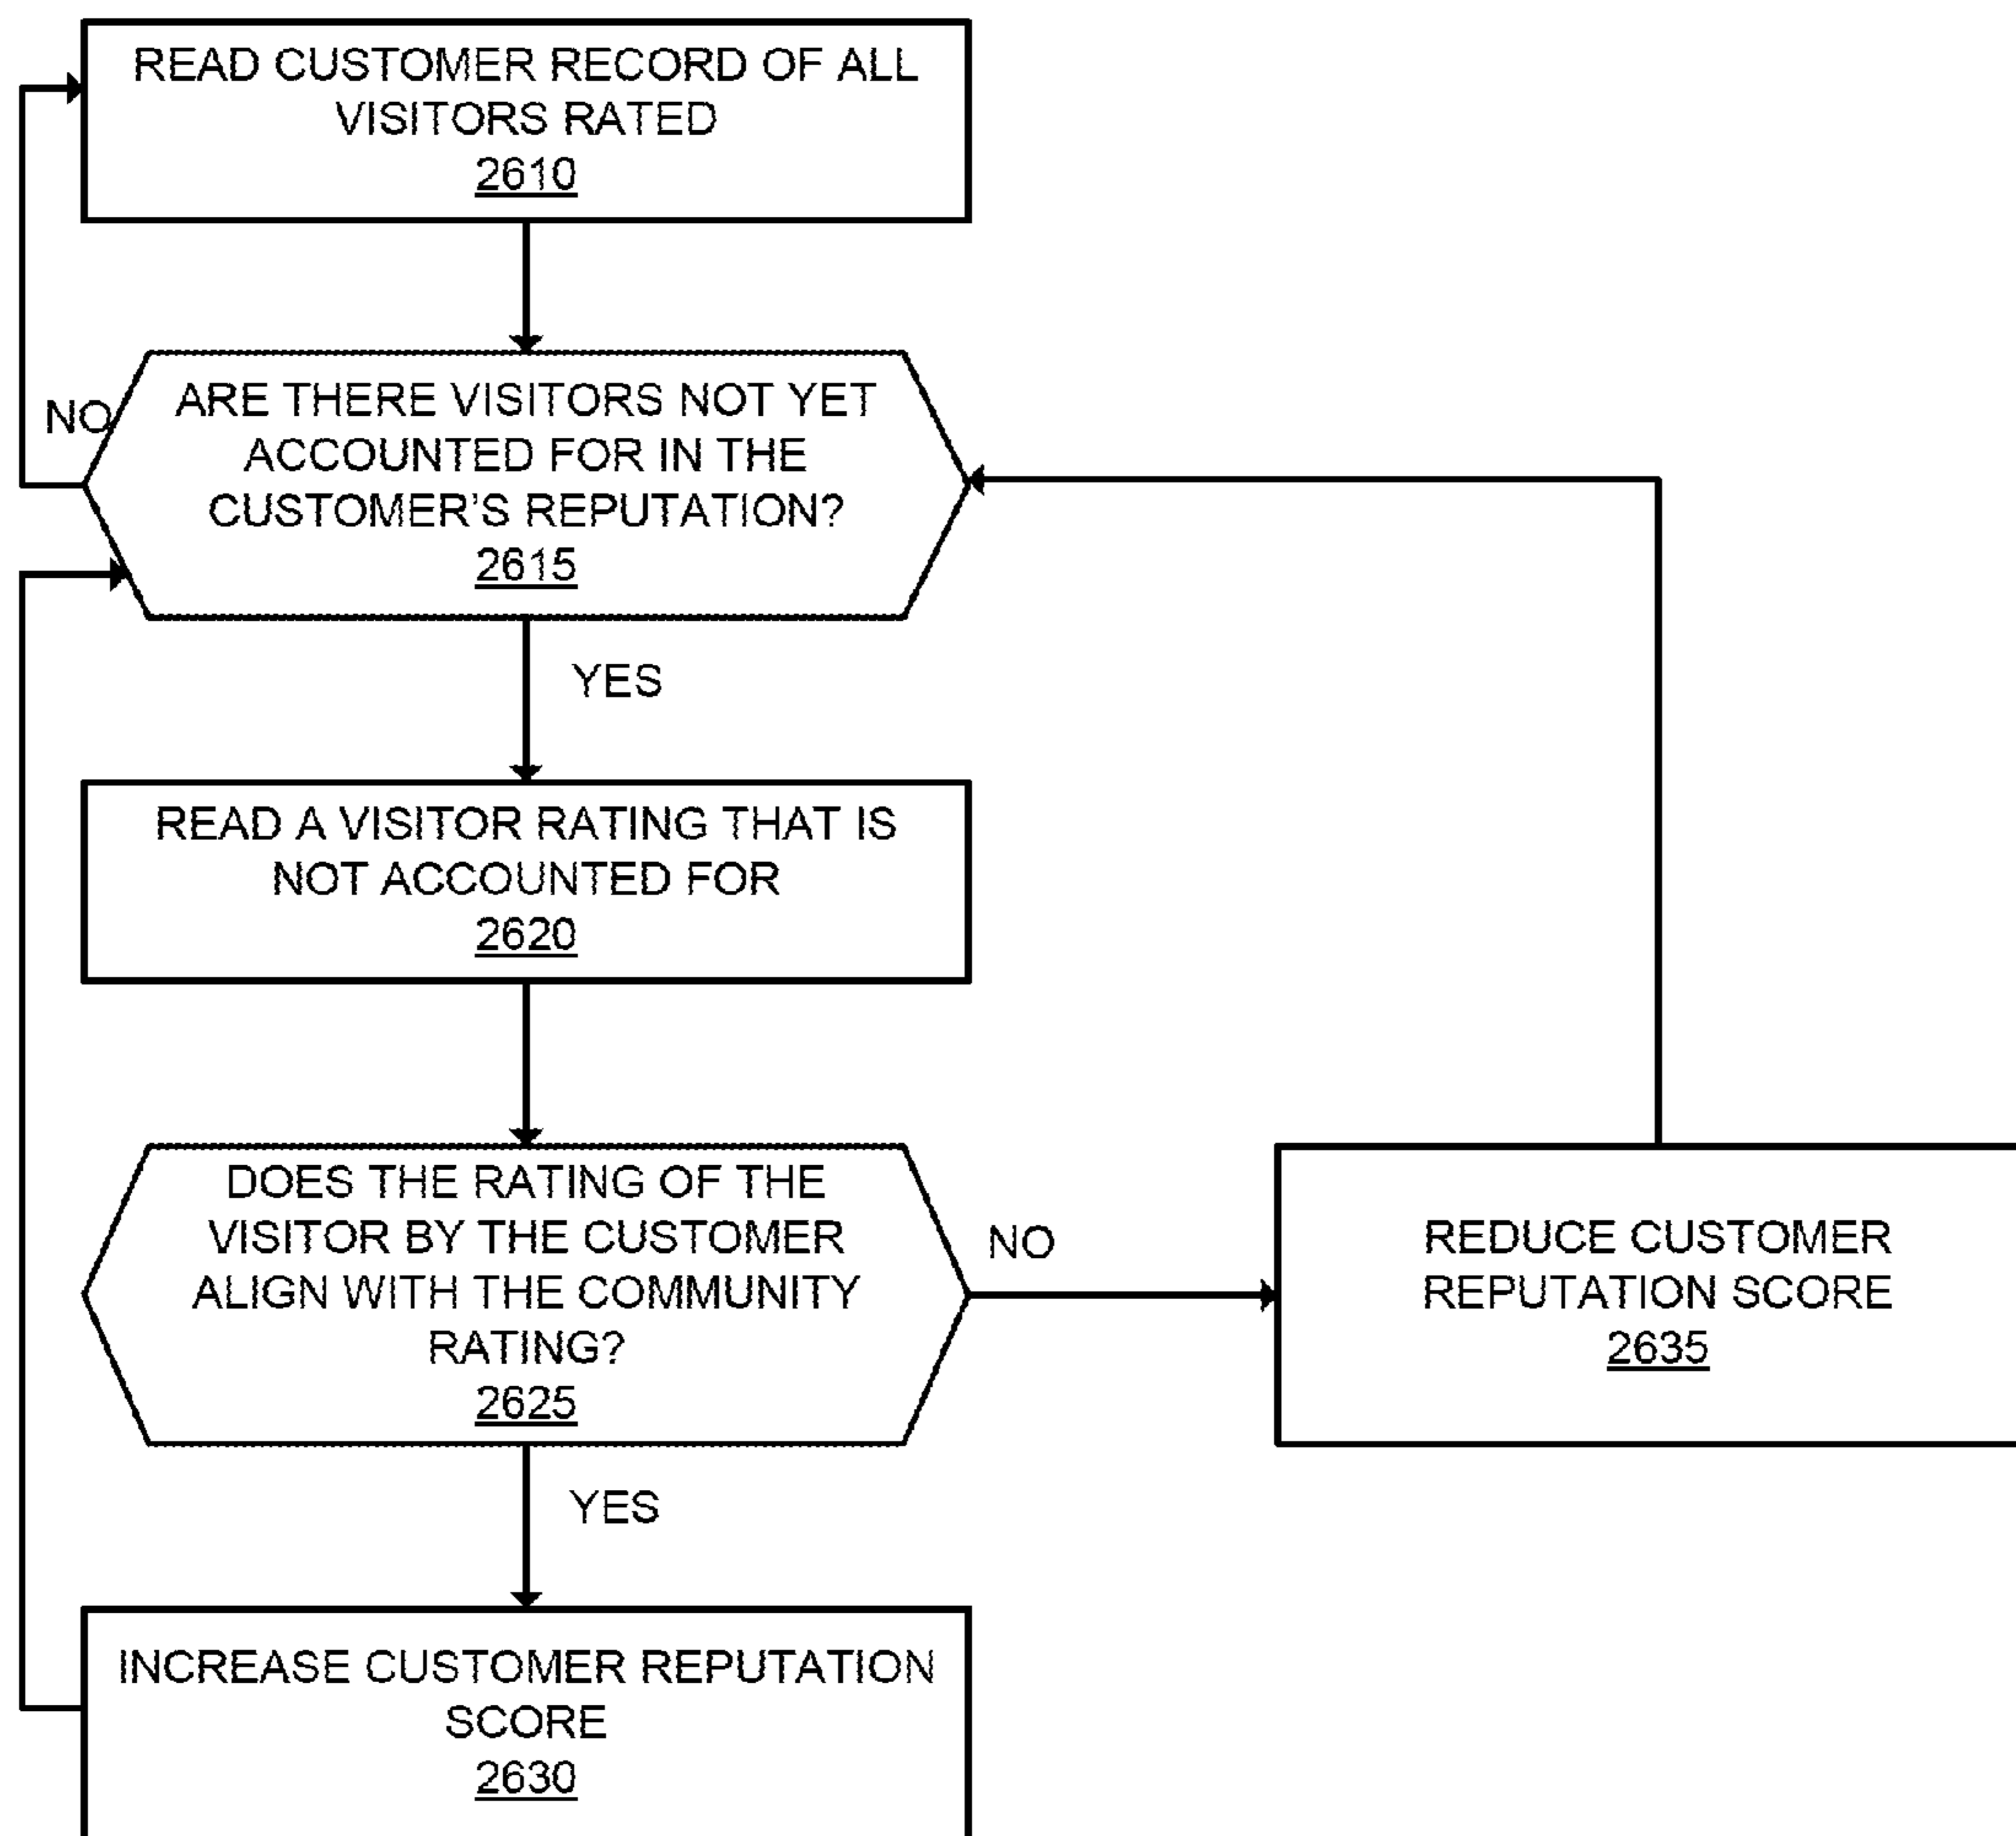 READ CUSTOMER RECORD OF ALL
VISITORS RATED
2610
NO
ARE THERE VISITORS NOT YET
ACCOUNTED FOR IN THE
CUSTOMER'S REPUTATION?
2615
YES
READ A VISITOR RATING THAT IS
NOT ACCOUNTED FOR
2620
DOES THE RATING OF THE
VISITOR BY THE CUSTOMER
ALIGN WITH THE COMMUNITY
RATING?
2625
NO
REDUCE CUSTOMER
REPUTATION SCORE
2635
YES
INCREASE CUSTOMER REPUTATION
SCORE
2630